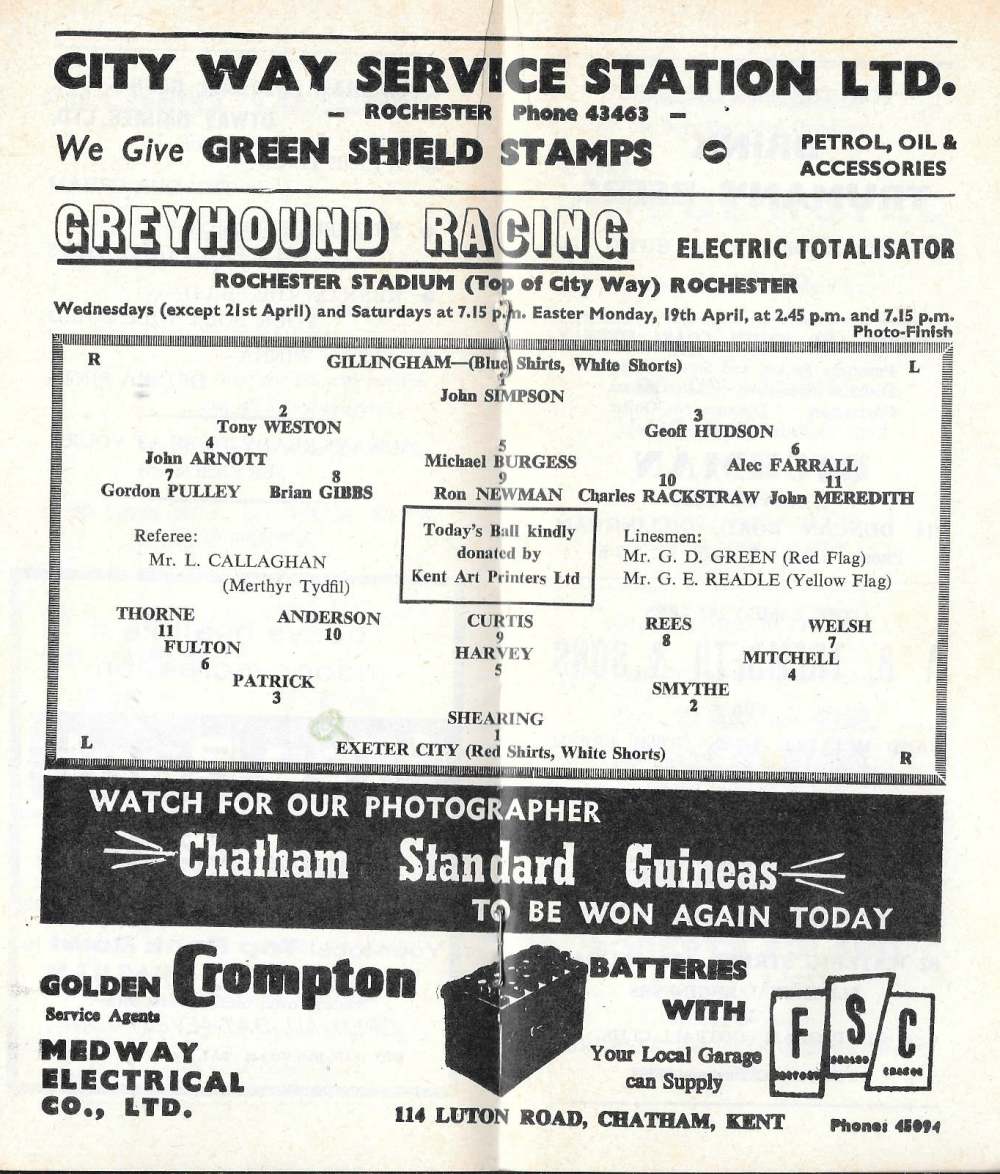 CITY WAY SERVICE STATION LTD.
— ROCHESTER Phone 43463 —
We Give GREEN SHIELD STAMPS
PETROL, OIL &
ACCESSORIES
GREYHOUND RACING ELECTRIC TOTALISATOR
ROCHESTER STADIUM (Top of City Way) ROCHESTER
Wednesdays (except 21st April) and Saturdays at 7.15 p.m. Easter Monday, 19th April, at 2.45 p.m. and 7.15 p.m.
Photo-Finish
R GILLINGHAM—(Blue Shirts, White Shorts) L
1
John SIMPSON
2 3
Tony WESTON Geoff HUDSON
4 5 6
John ARNOTT Michael BURGESS Alec FARRALL
7 8 9 10 11
Gordon PULLEY Brian GIBBS Ron NEWMAN Charles RACKSTRAW John MEREDITH
Referee:
Mr. L. CALLAGHAN
(Merthyr Tydfil)
Today's Ball kindly
donated by
Kent Art Printers Ltd
Linesmen:
Mr. G. D. GREEN (Red Flag)
Mr. G. E. READLE (Yellow Flag)
THORNE ANDERSON CURTIS REES WELSH
11 10 9 8 7
FULTON HARVEY MITCHELL
6 5 4
PATRICK SMYTHE
3 2
SHEARING
1
L EXETER CITY (Red Shirts, White Shorts) R
WATCH FOR OUR PHOTOGRAPHER
Chatham Standard Guineas
TO BE WON AGAIN TODAY
GOLDEN Crompton
Service Agents
MEDWAY
ELECTRICAL
CO., LTD.
BATTERIES
WITH
Your Local Garage
can Supply
F S C
114 LUTON ROAD, CHATHAM, KENT Phone: 45094